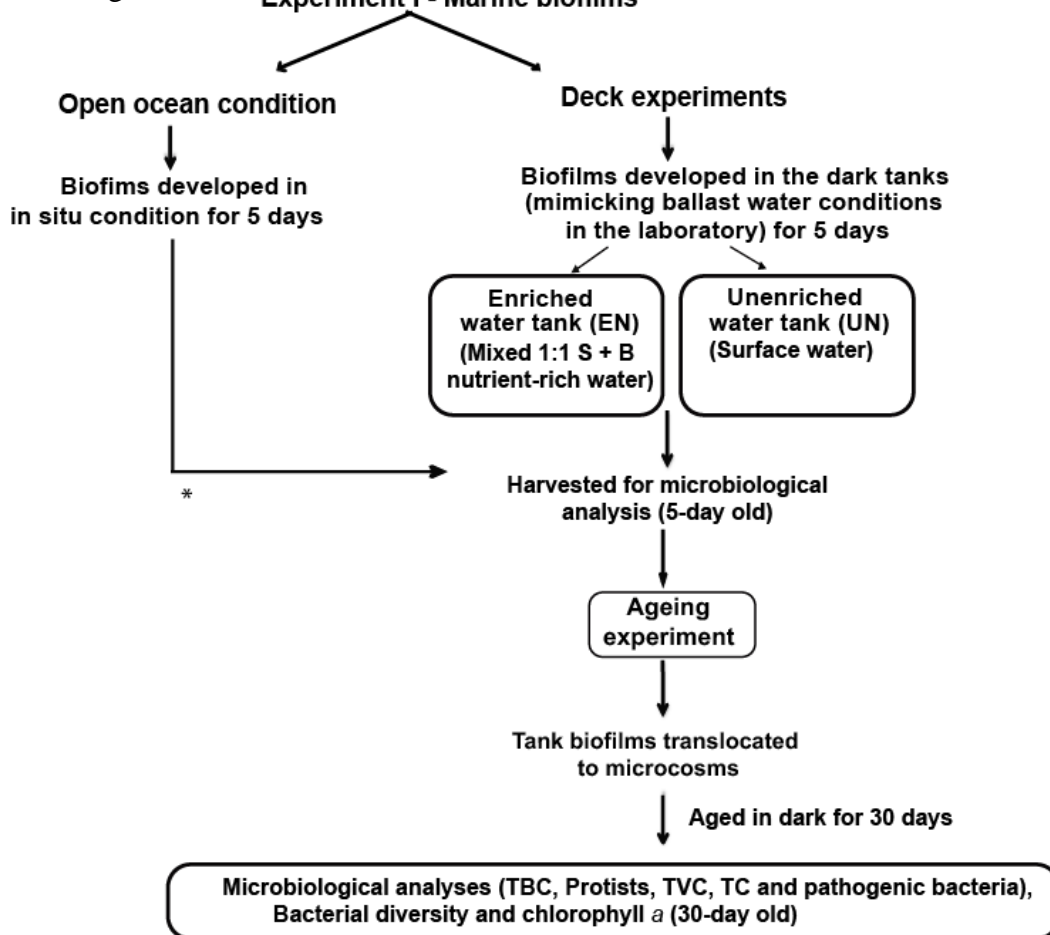 Experiment I - Marine biofilms
Open ocean condition
Deck experiments
Biofims developed in
in situ condition for 5 days
Biofilms developed in the dark tanks
(mimicking ballast water conditions
in the laboratory) for 5 days
Enriched
water tank (EN)
(Mixed 1:1 S + B
nutrient-rich water)
Unenriched
water tank (UN)
(Surface water)
*
Harvested for microbiological
analysis (5-day old)
Ageing
experiment
Tank biofilms translocated
to microcosms
Aged in dark for 30 days
Microbiological analyses (TBC, Protists, TVC, TC and pathogenic bacteria),
Bacterial diversity and chlorophyll a (30-day old)